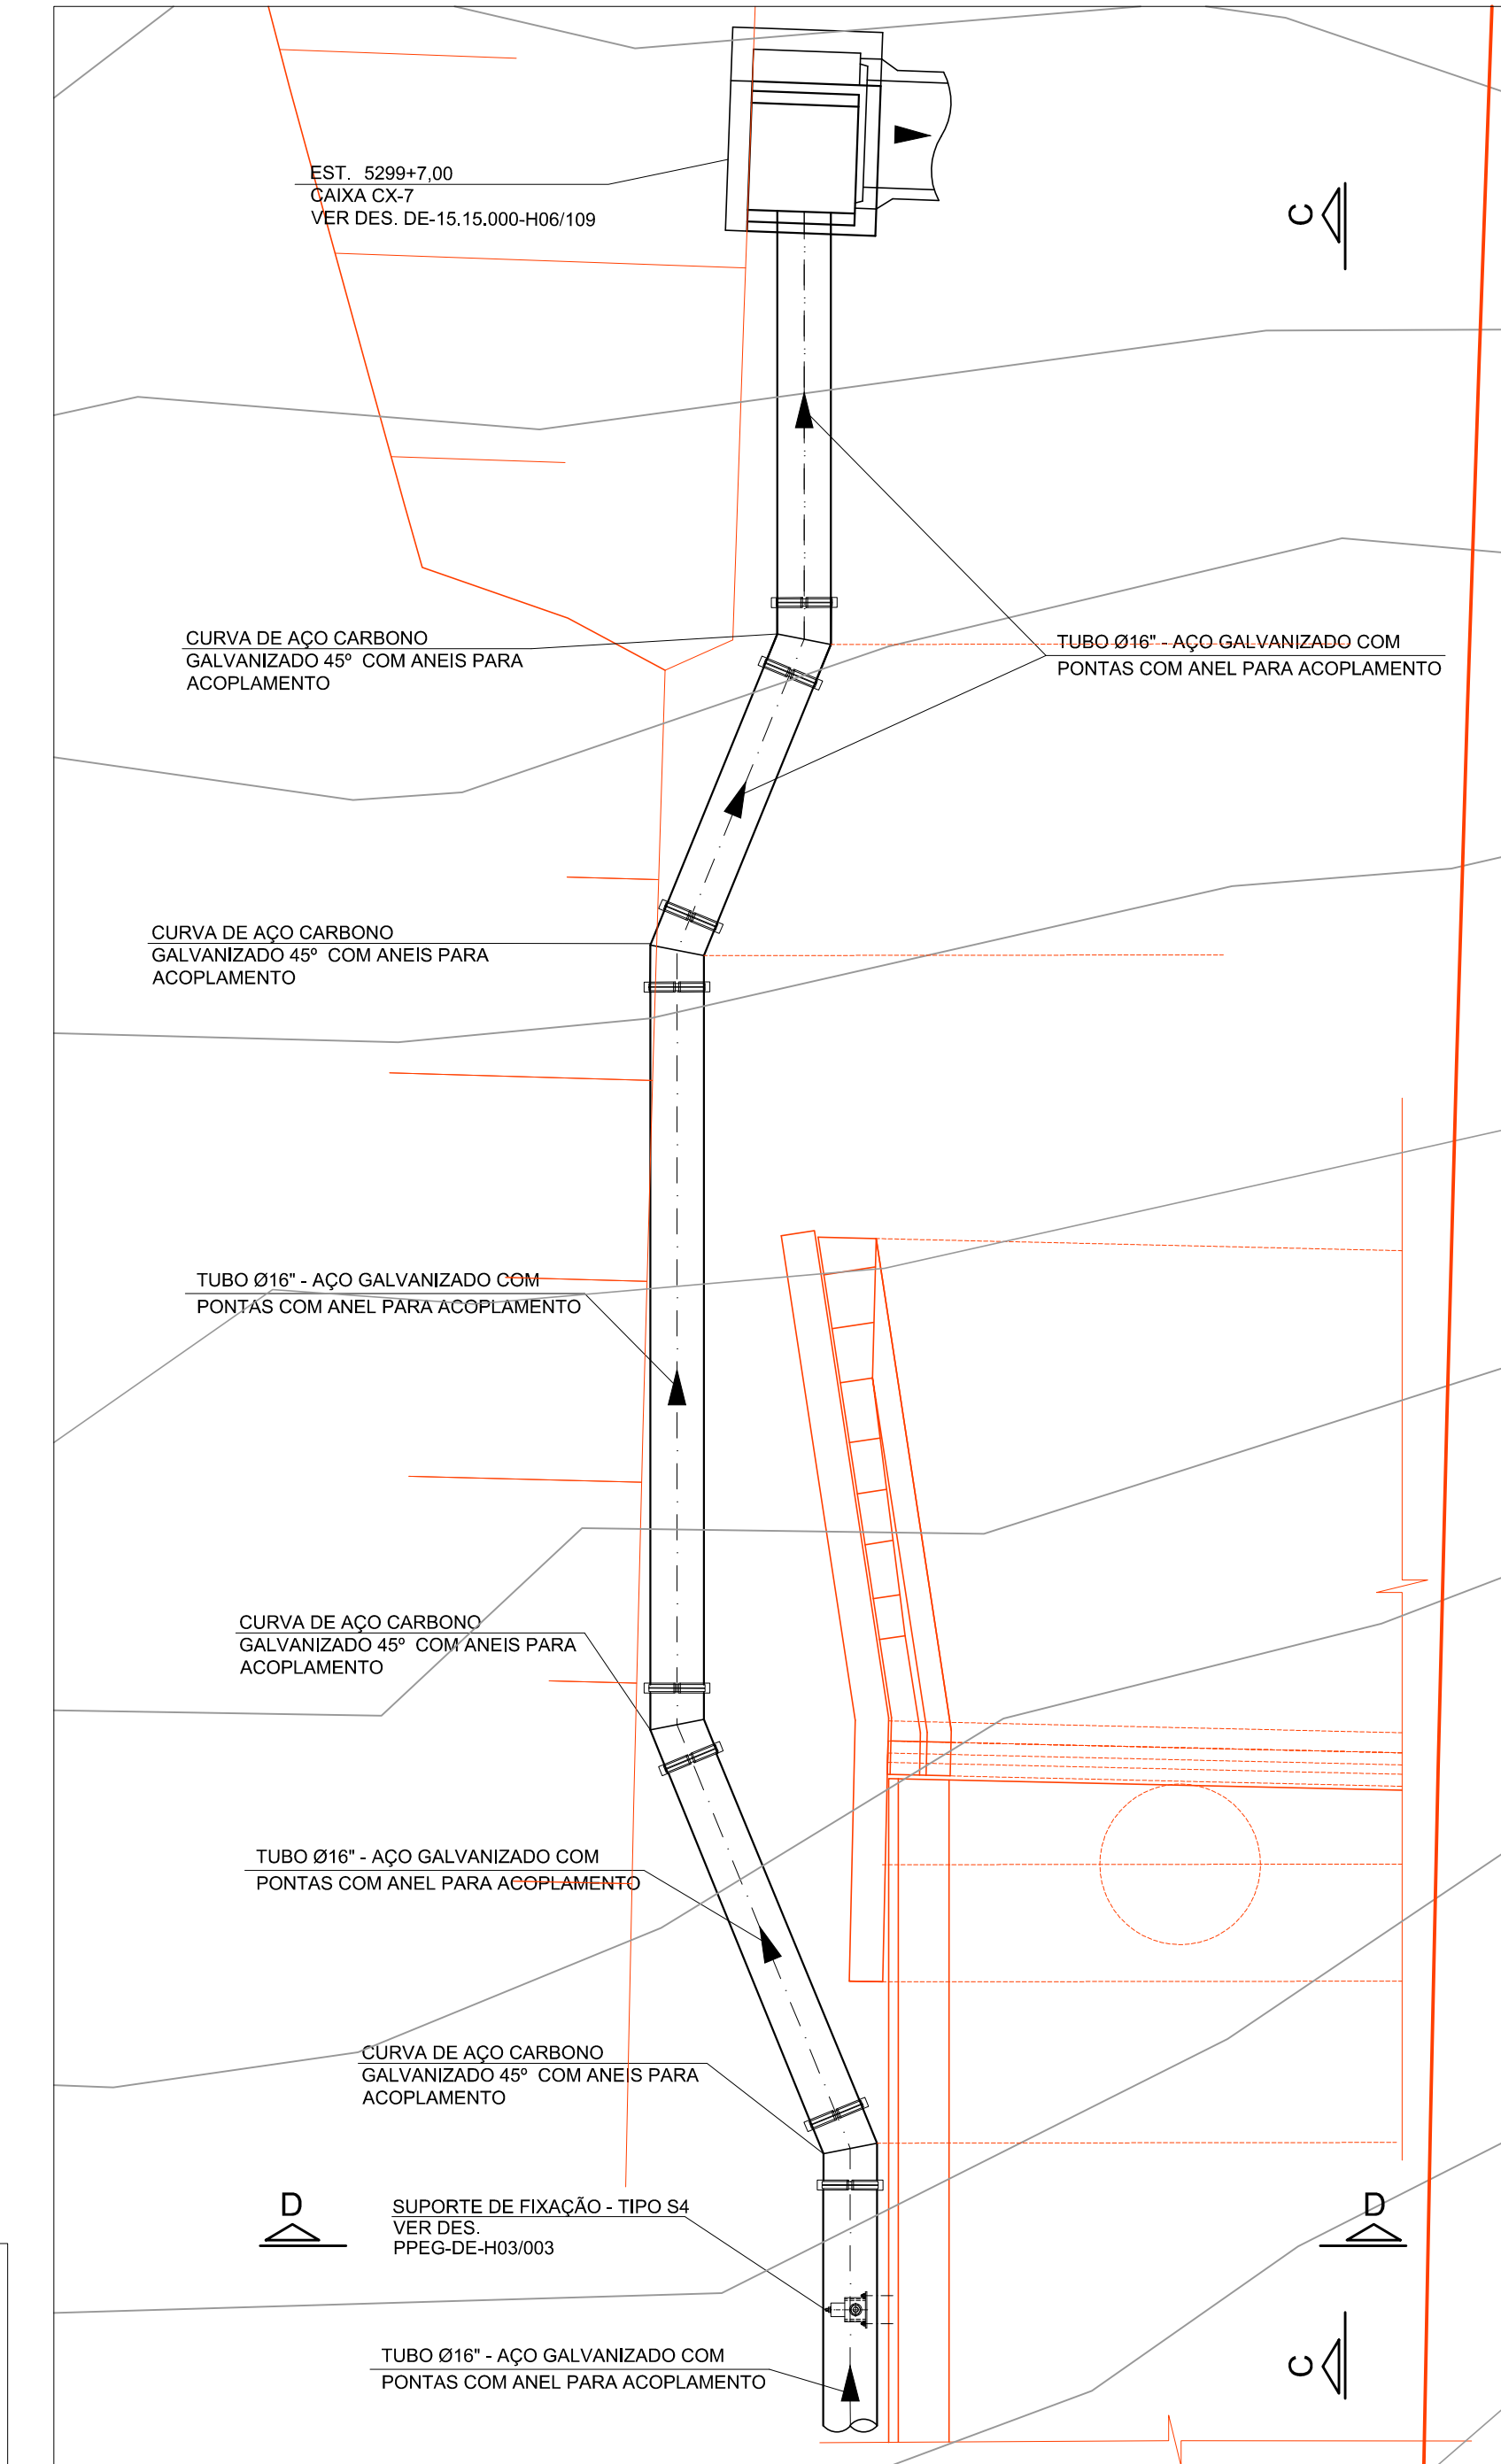 EST. 5299+7,00
CAIXA CX-7
VER DES. DE-15.15.000-H06/109
C
CURVA DE AÇO CARBONO
GALVANIZADO 45º COM ANEIS PARA
ACOPLAMENTO
TUBO Ø16" - AÇO GALVANIZADO COM
PONTAS COM ANEL PARA ACOPLAMENTO
CURVA DE AÇO CARBONO
GALVANIZADO 45º COM ANEIS PARA
ACOPLAMENTO
TUBO Ø16" - AÇO GALVANIZADO COM
PONTAS COM ANEL PARA ACOPLAMENTO
CURVA DE AÇO CARBONO
GALVANIZADO 45º COM ANEIS PARA
ACOPLAMENTO
TUBO Ø16" - AÇO GALVANIZADO COM
PONTAS COM ANEL PARA ACOPLAMENTO
CURVA DE AÇO CARBONO
GALVANIZADO 45º COM ANEIS PARA
ACOPLAMENTO
D
SUPORTE DE FIXAÇÃO - TIPO S4
VER DES.
PPEG-DE-H03/003
D
TUBO Ø16" - AÇO GALVANIZADO COM
PONTAS COM ANEL PARA ACOPLAMENTO
C